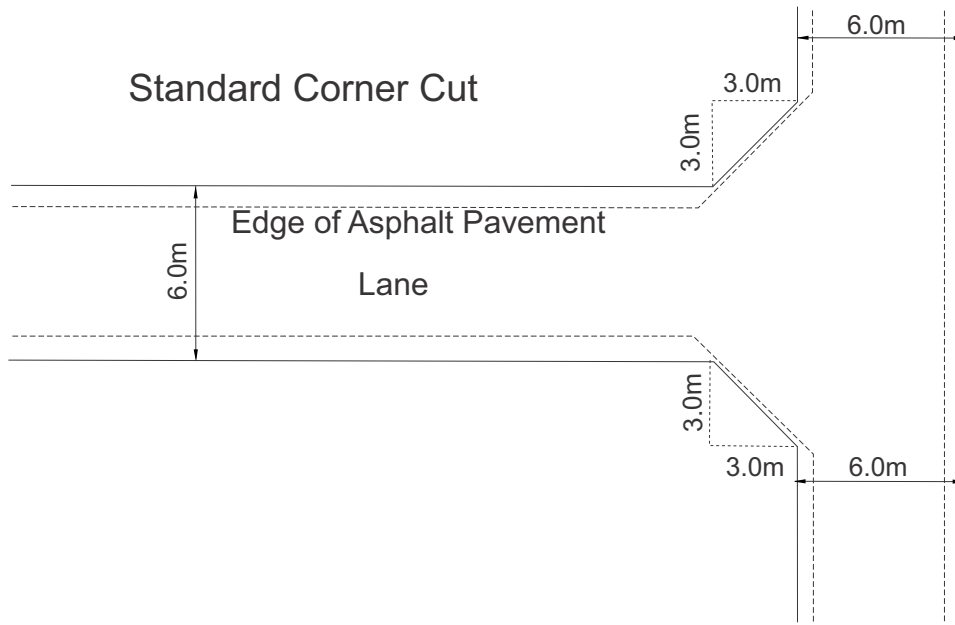 6.0m
Standard Corner Cut
3.0m
3.0m
Edge of Asphalt Pavement
6.0m
Lane
3.0m
3.0m
6.0m